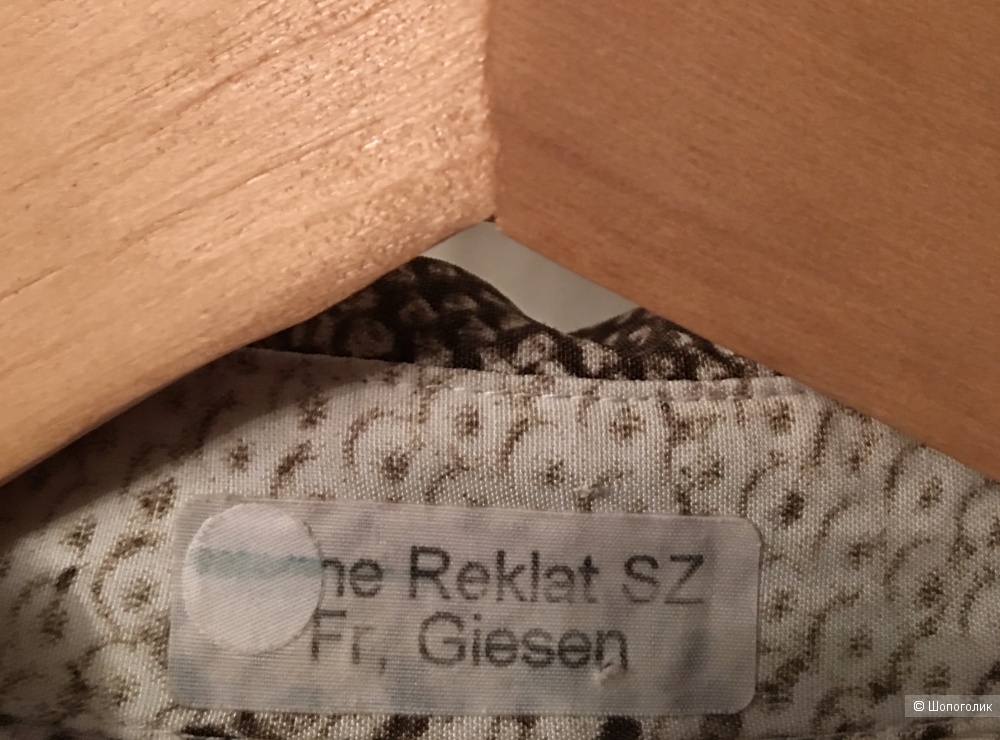 ne Reklat SZ
Fr, Giesen
© Шопоголик